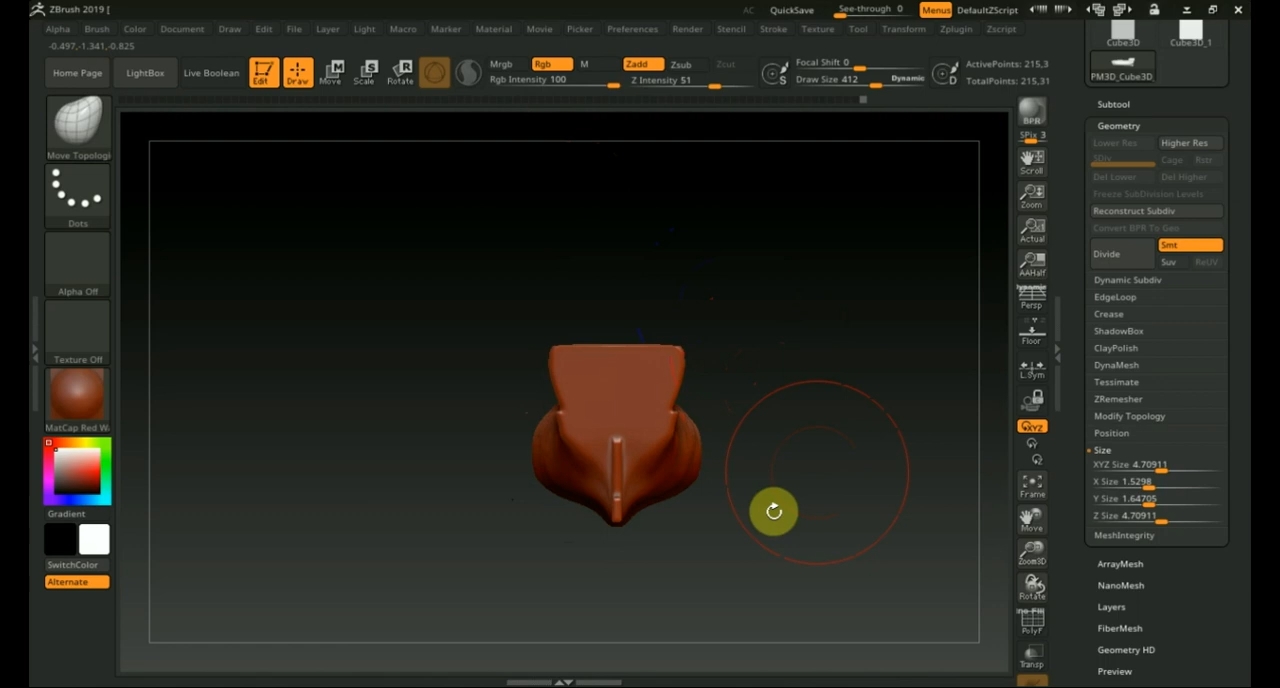 ZBrush 2019 [
AC QuickSave See-through 0 Menus DefaultZScript
Alpha Brush Color Document Draw Edit File Layer Light Macro Marker Material Movie Picker Preferences Render Stencil Stroke Texture Tool Transform Zplugin Zscript
-0.497,-1.341,-0.825
Home Page LightBox Live Boolean Edit Draw Move Scale Rotate
Mrgb Rgb M Zadd Zsub Zcut
Rgb Intensity 100 Z Intensity 51
Focal Shift 0
Draw Size 412 Dynamic
S
D
ActivePoints: 215,3
TotalPoints: 215,31
Cube3D Cube3D_1
PM3D_Cube3D
Move Topologi
Dots
Alpha Off
Texture Off
MatCap Red W
Gradient
SwitchColor
Alternate
BPR
SPix 3
Scroll
Zoom
Actual
AAHalf
Dynamic
Persp
Floor
L.Sym
XYZ
Frame
Move
Zoom3D
Rotate
PolyF
Transp
Subtool
Geometry
Lower Res Higher Res
SDiv Cage Rstr
Del Lower Del Higher
Freeze SubDivision Levels
Reconstruct Subdiv
Convert BPR To Geo
Divide Smt
Suv ReUV
Dynamic Subdiv
EdgeLoop
Crease
ShadowBox
ClayPolish
DynaMesh
Tessimate
ZRemesher
Modify Topology
Position
Size
XYZ Size 4.70911
X Size 1.5298
Y Size 1.64705
Z Size 4.70911
MeshIntegrity
ArrayMesh
NanoMesh
Layers
FiberMesh
Geometry HD
Preview